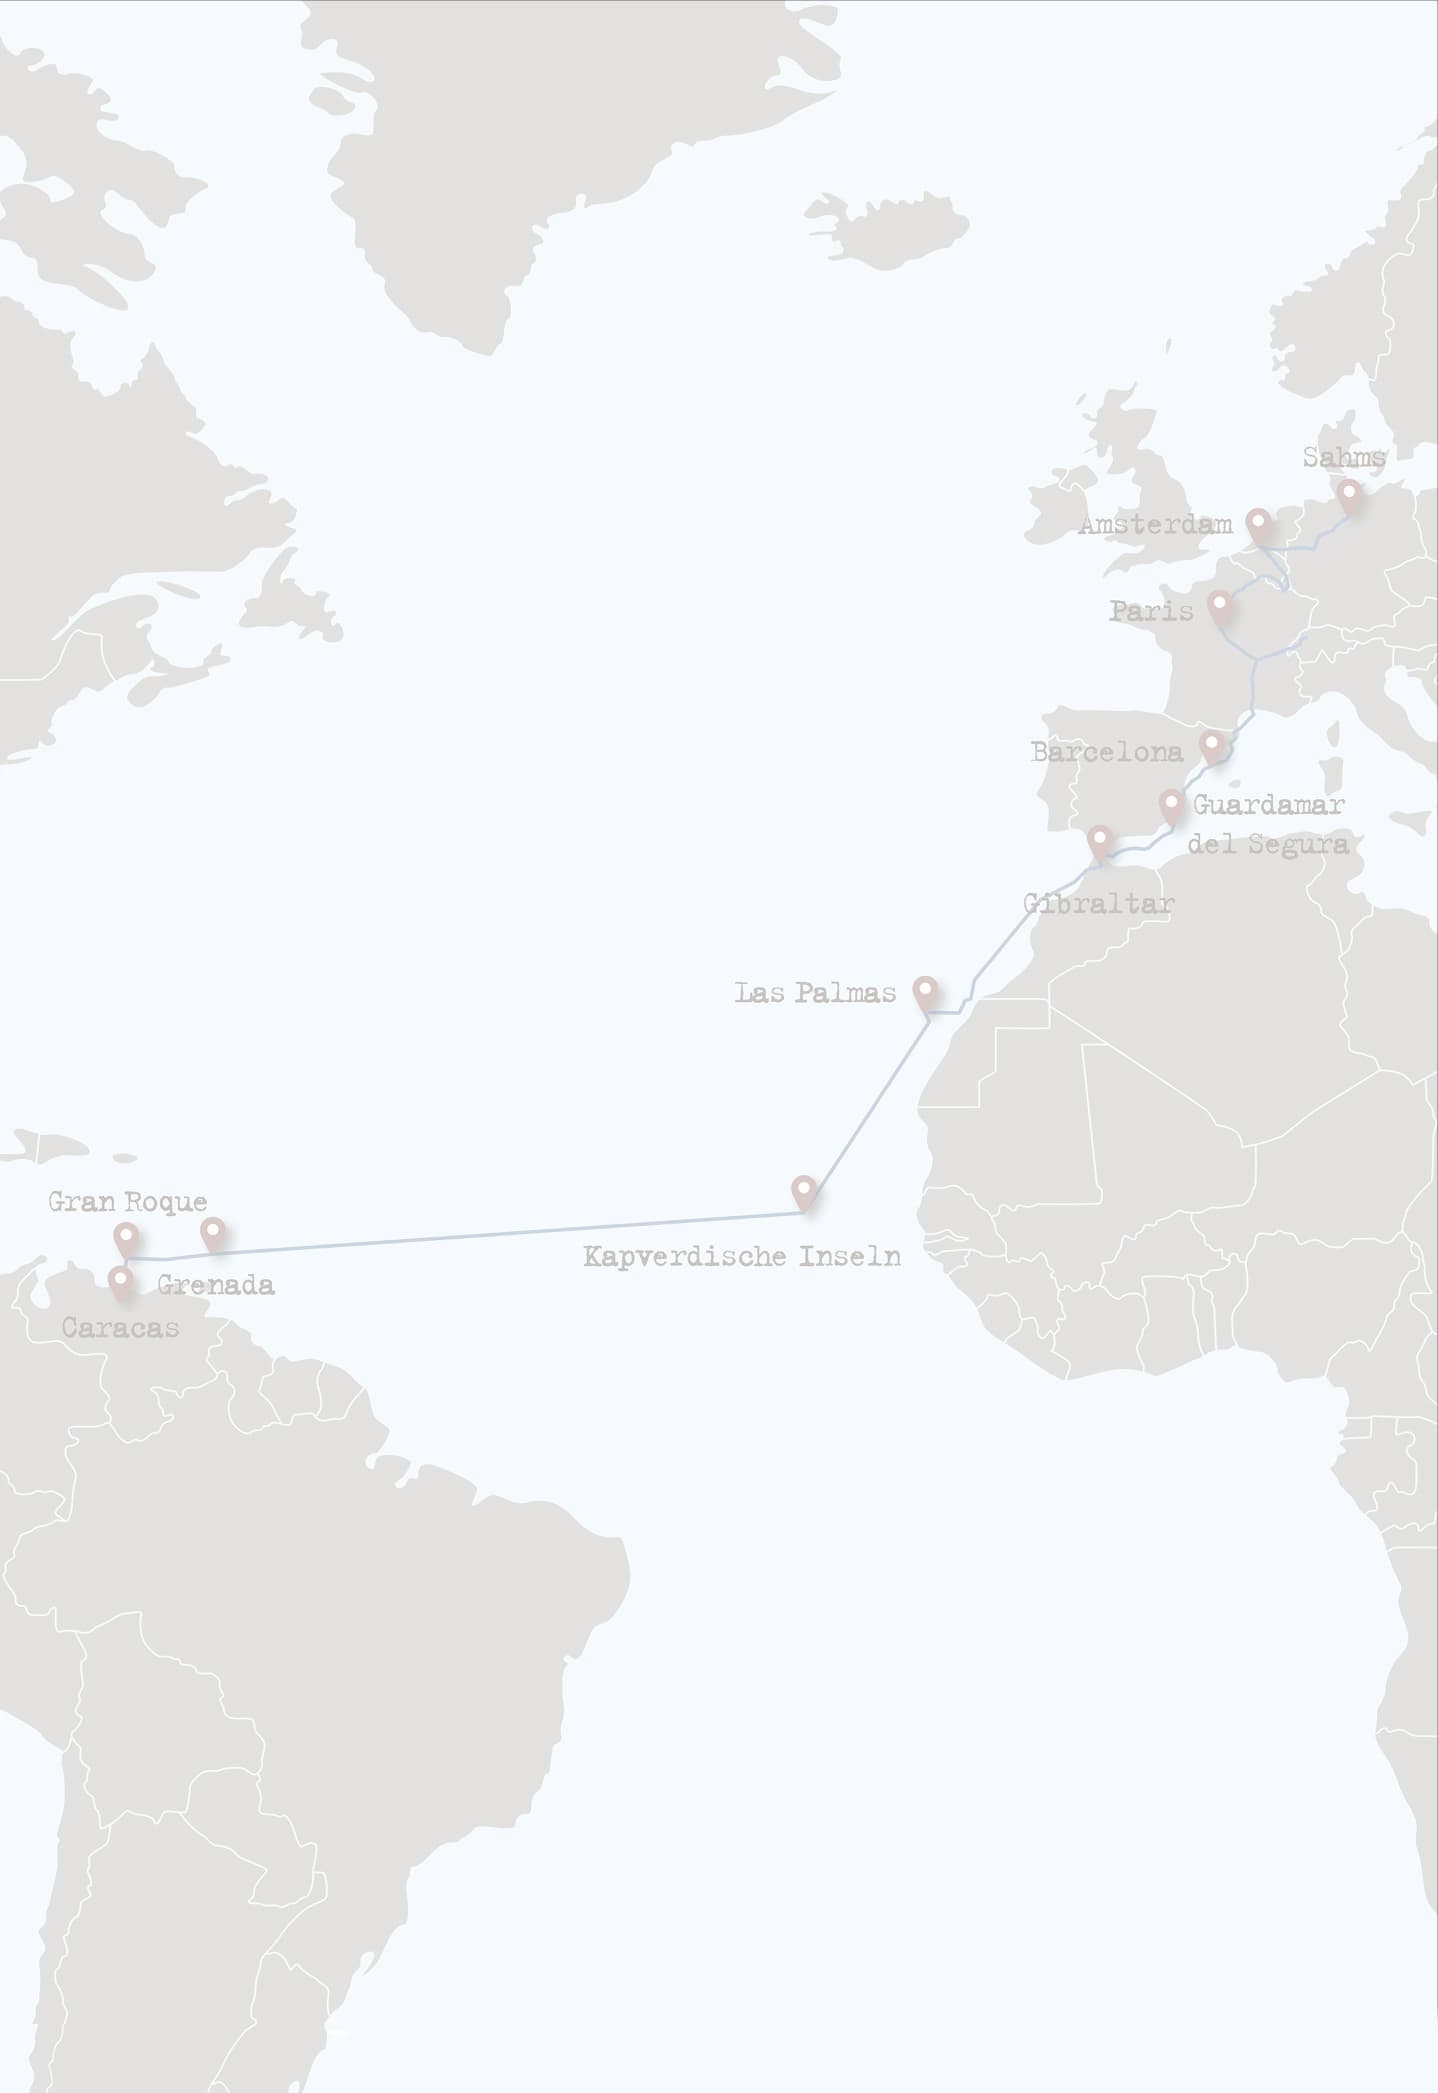 Sahms
Amsterdam
Paris
Barcelona
Guardamar
del Segura
Gibraltar
Las Palmas
Gran Roque
Kapverdische Inseln
Grenada
Caracas